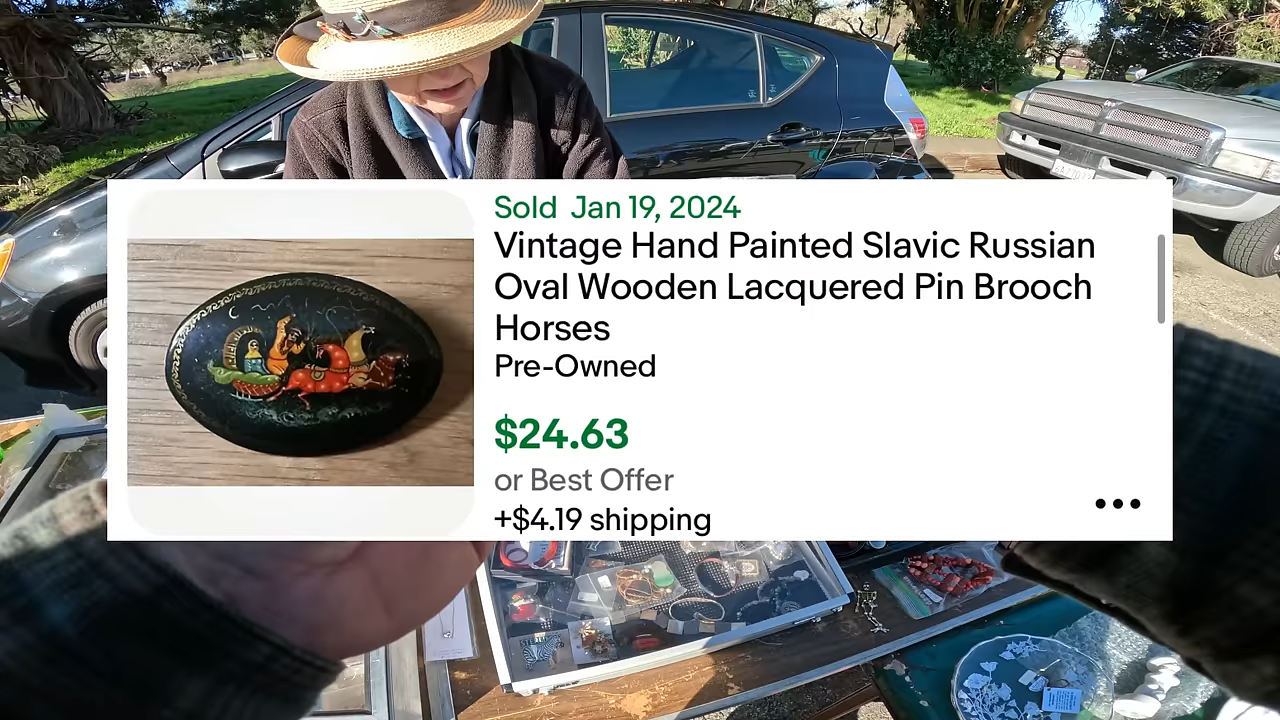 Sold Jan 19, 2024
Vintage Hand Painted Slavic Russian
Oval Wooden Lacquered Pin Brooch
Horses
Pre-Owned
$24.63
or Best Offer
+$4.19 shipping